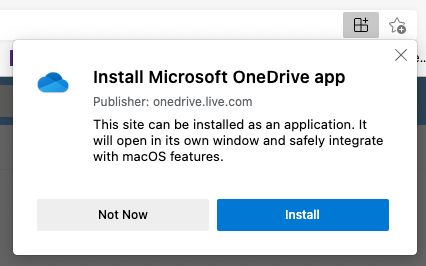 Install Microsoft OneDrive app
Publisher: onedrive.live.com
This site can be installed as an application. It
will open in its own window and safely integrate
with macOS features.
Not Now
Install